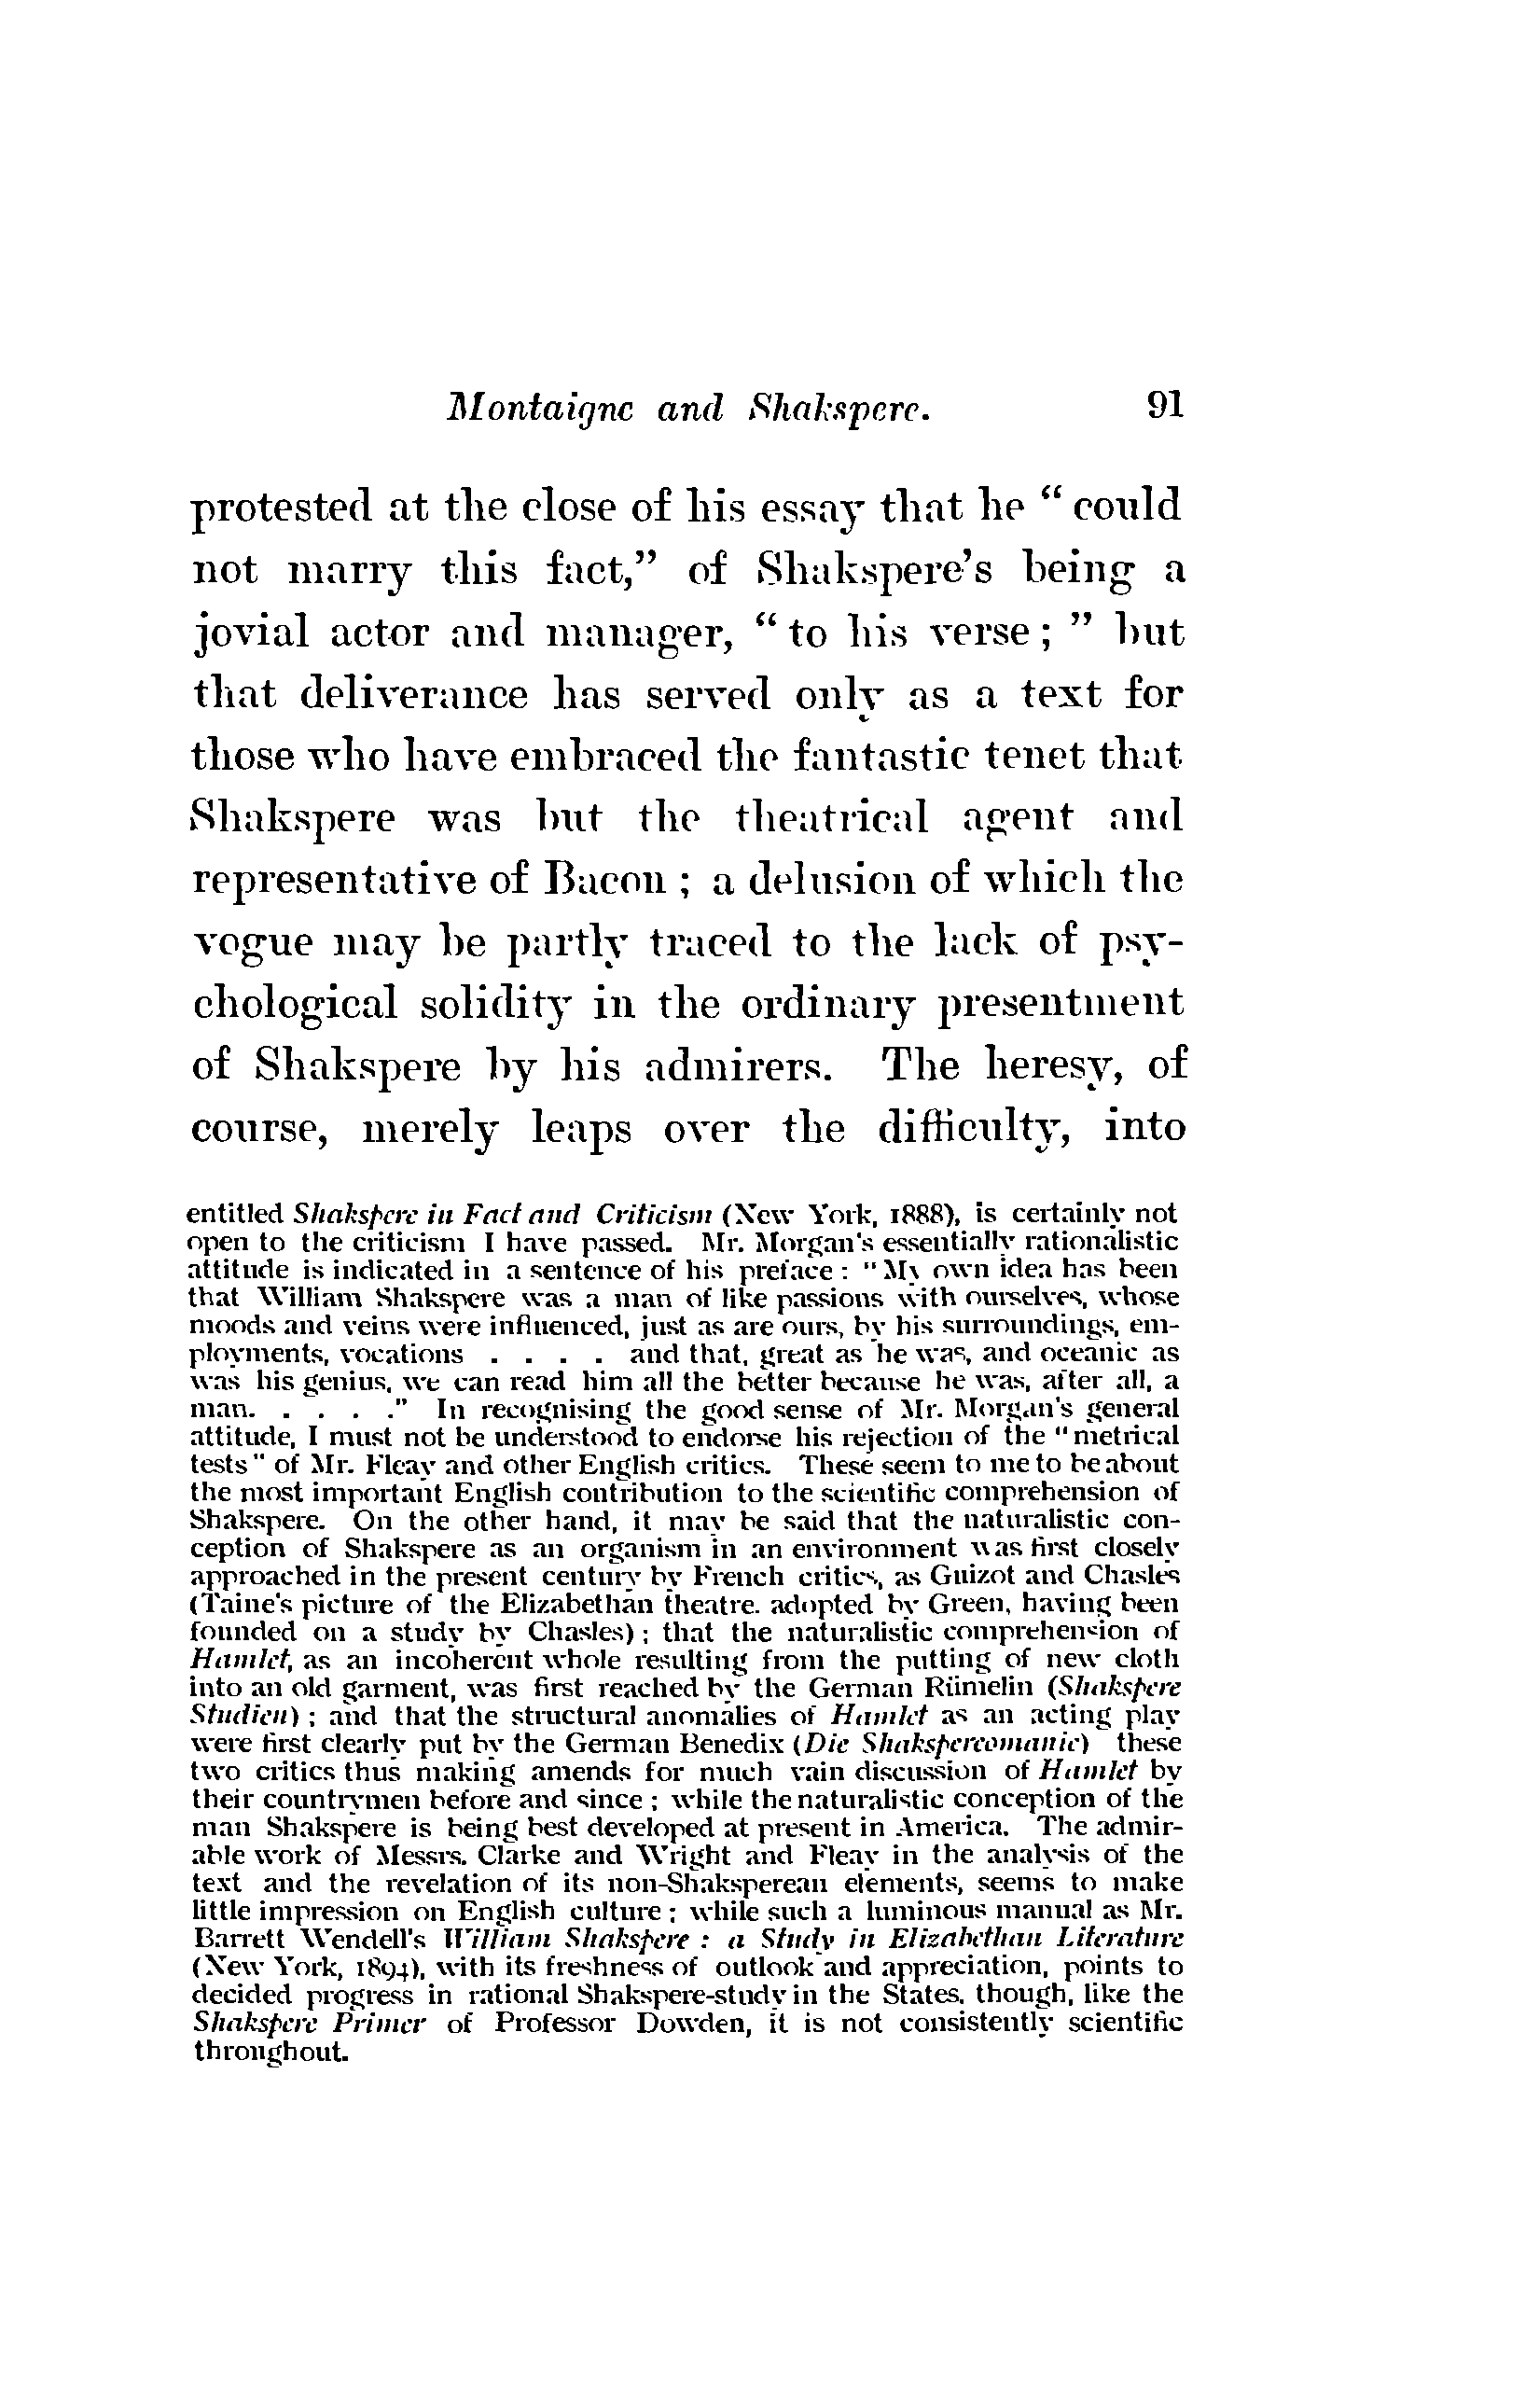 Montaigne and Shakspere. 91
protested at the close of his essay that he “ could
not marry this fact,” of Shakspere’s being a
jovial actor and manager, “ to his verse ; ” but
that deliverance has served only as a text for
those who have embraced the fantastic tenet that
Shakspere was but the theatrical agent and
representative of Bacon ; a delusion of which the
vogue may be partly traced to the lack of psy-
chological solidity in the ordinary presentment
of Shakspere by his admirers. The heresy, of
course, merely leaps over the difficulty, into
entitled Shakspere in Fact and Criticism (New York, 1888), is certainly not
open to the criticism I have passed. Mr. Morgan's essentially rationalistic
attitude is indicated in a sentence of his preface : "My own idea has been
that William Shakspere was a man of like passions with ourselves, whose
moods and veins were influenced, just as are ours, by his surroundings, em-
ployments, vocations . . . . and that, great as he was, and oceanic as
was his genius, we can read him all the better because he was, after all, a
man. . . . ." In recognising the good sense of Mr. Morgan's general
attitude, I must not be understood to endorse his rejection of the "metrical
tests" of Mr. Fleay and other English critics. These seem to me to be about
the most important English contribution to the scientific comprehension of
Shakspere. On the other hand, it may be said that the naturalistic con-
ception of Shakspere as an organism in an environment was first closely
approached in the present century by French critics, as Guizot and Chasles
(Taine's picture of the Elizabethan theatre, adopted by Green, having been
founded on a study by Chasles) ; that the naturalistic comprehension of
Hamlet, as an incoherent whole resulting from the putting of new cloth
into an old garment, was first reached by the German Rümelin (Shakspere
Studien) ; and that the structural anomalies of Hamlet as an acting play
were first clearly put by the German Benedix (Die Shakspereomanie) these
two critics thus making amends for much vain discussion of Hamlet by
their countrymen before and since ; while the naturalistic conception of the
man Shakspere is being best developed at present in America. The admir-
able work of Messrs. Clarke and Wright and Fleay in the analysis of the
text and the revelation of its non-Shaksperean elements, seems to make
little impression on English culture ; while such a luminous manual as Mr.
Barrett Wendell's William Shakspere : a Study in Elizabethan Literature
(New York, 1894), with its freshness of outlook and appreciation, points to
decided progress in rational Shakspere-study in the States, though, like the
Shakspere Primer of Professor Dowden, it is not consistently scientific
throughout.